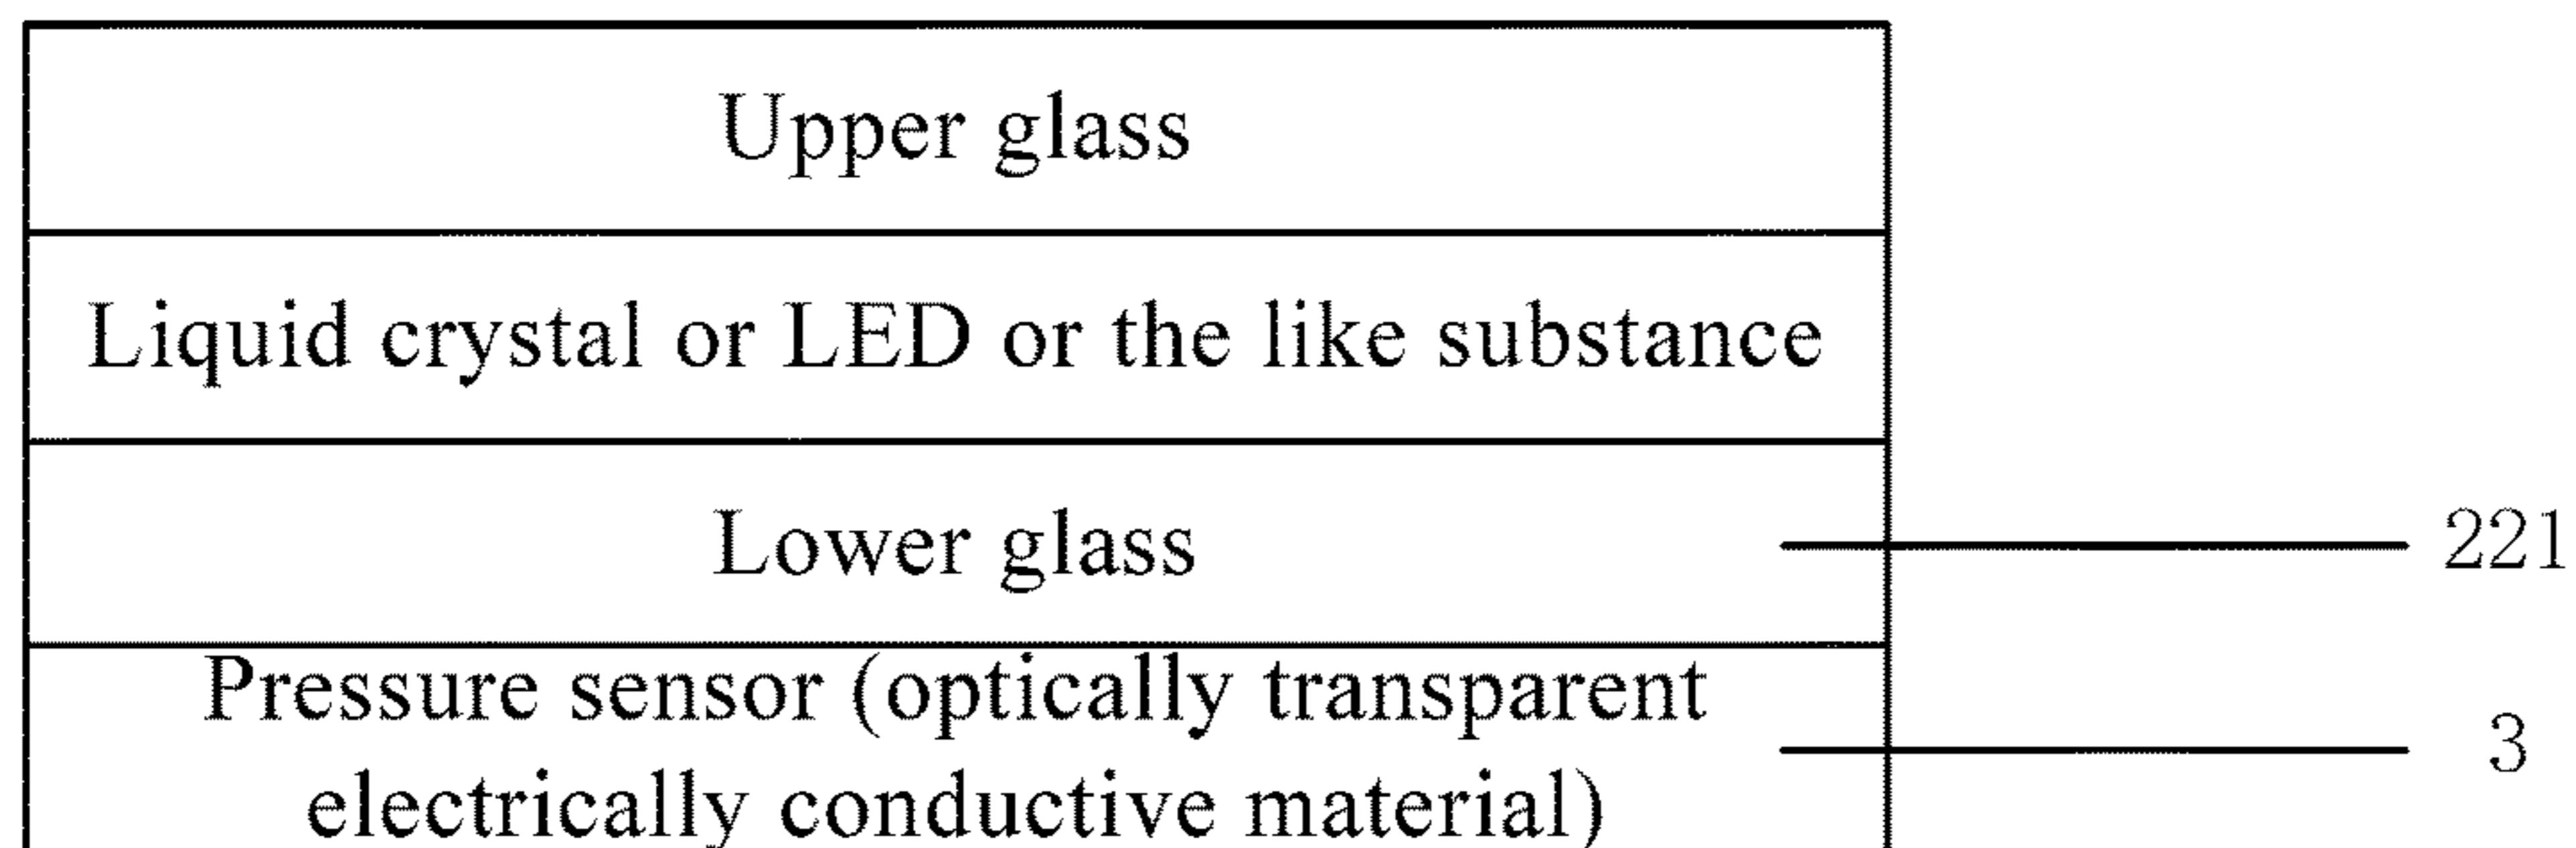 Upper glass
Liquid crystal or LED or the like substance
Lower glass
221
Pressure sensor (optically transparent
3
electrically conductive material)